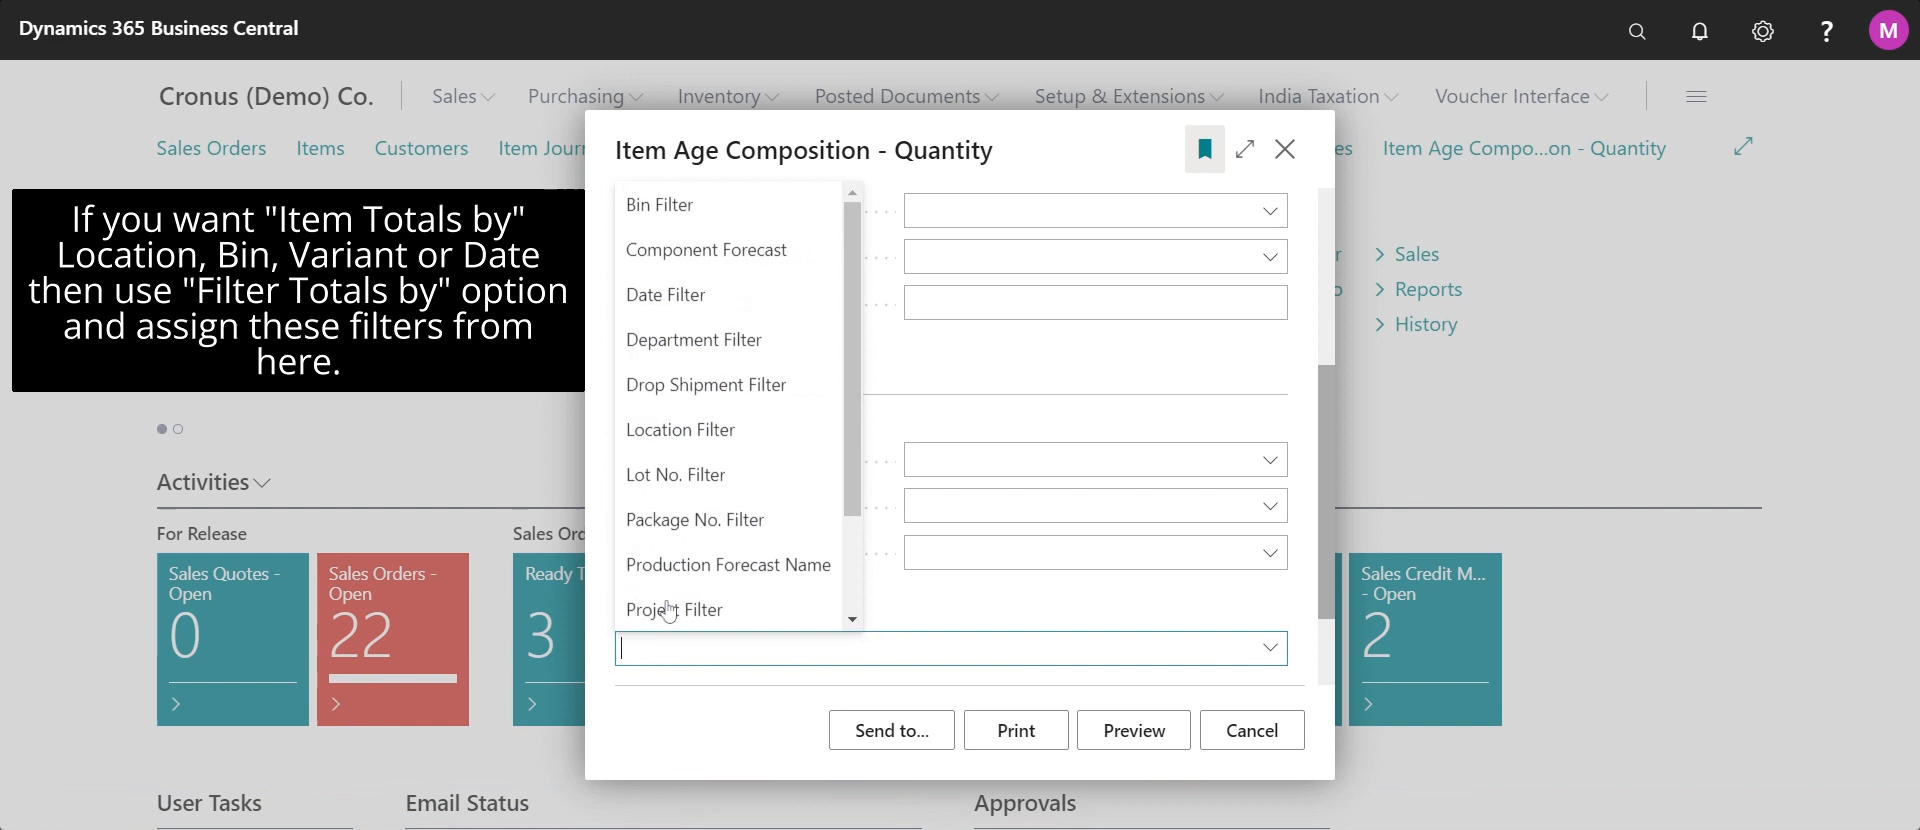 Dynamics 365 Business Central
M
Cronus (Demo) Co.
Sales
Purchasing
Inventory
Posted Documents
Setup & Extensions
India Taxation
Voucher Interface
Sales Orders
Items
Customers
Item Journ
es
Item Age Compo...on - Quantity
Item Age Composition - Quantity
If you want "Item Totals by"
Location, Bin, Variant or Date
then use "Filter Totals by" option
and assign these filters from
here.
Bin Filter
Component Forecast
Date Filter
Department Filter
Drop Shipment Filter
Location Filter
Lot No. Filter
Package No. Filter
Production Forecast Name
Project Filter
r
> Sales
o
> Reports
> History
Activities
For Release
Sales Ord
Sales Quotes -
Open
0
Sales Orders -
Open
22
Ready T
3
Sales Credit M...
- Open
2
Send to...
Print
Preview
Cancel
User Tasks
Email Status
Approvals